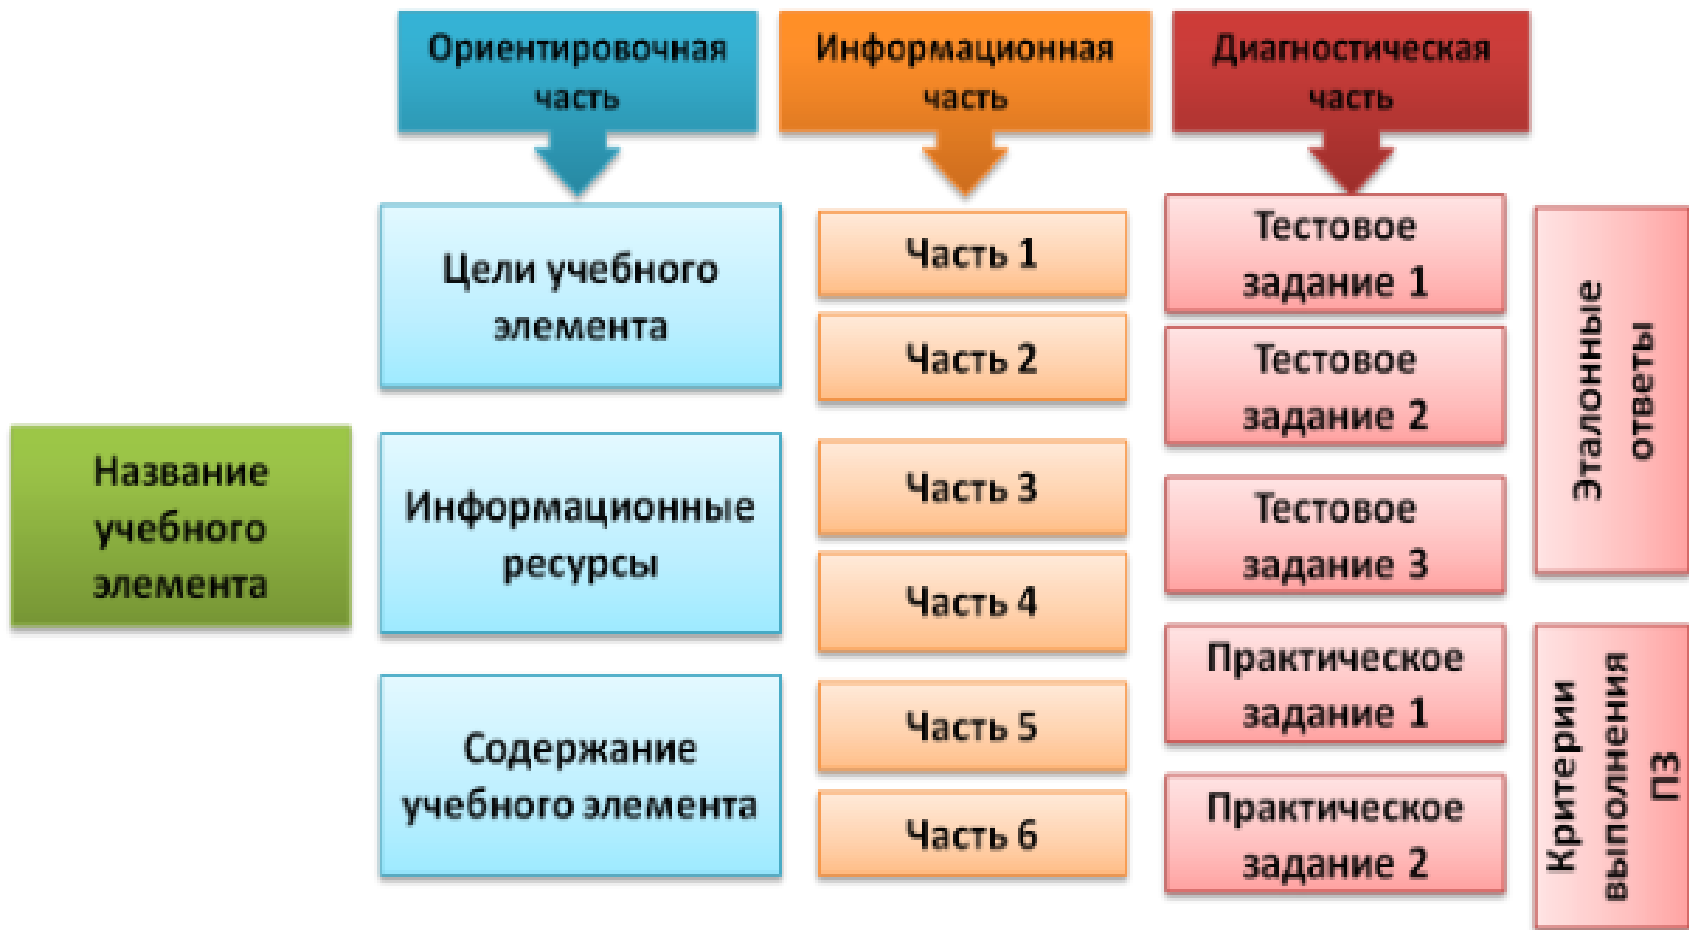 Ориентировочная
часть
Информационная
часть
Диагностическая
часть
Название
учебного
элемента
Цели учебного
элемента
Информационные
ресурсы
Содержание
учебного элемента
Часть 1
Часть 2
Часть 3
Часть 4
Часть 5
Часть 6
Тестовое
задание 1
Тестовое
задание 2
Тестовое
задание 3
Практическое
задание 1
Практическое
задание 2
Эталонные
ответы
Критерии
выполнения
ПЗ